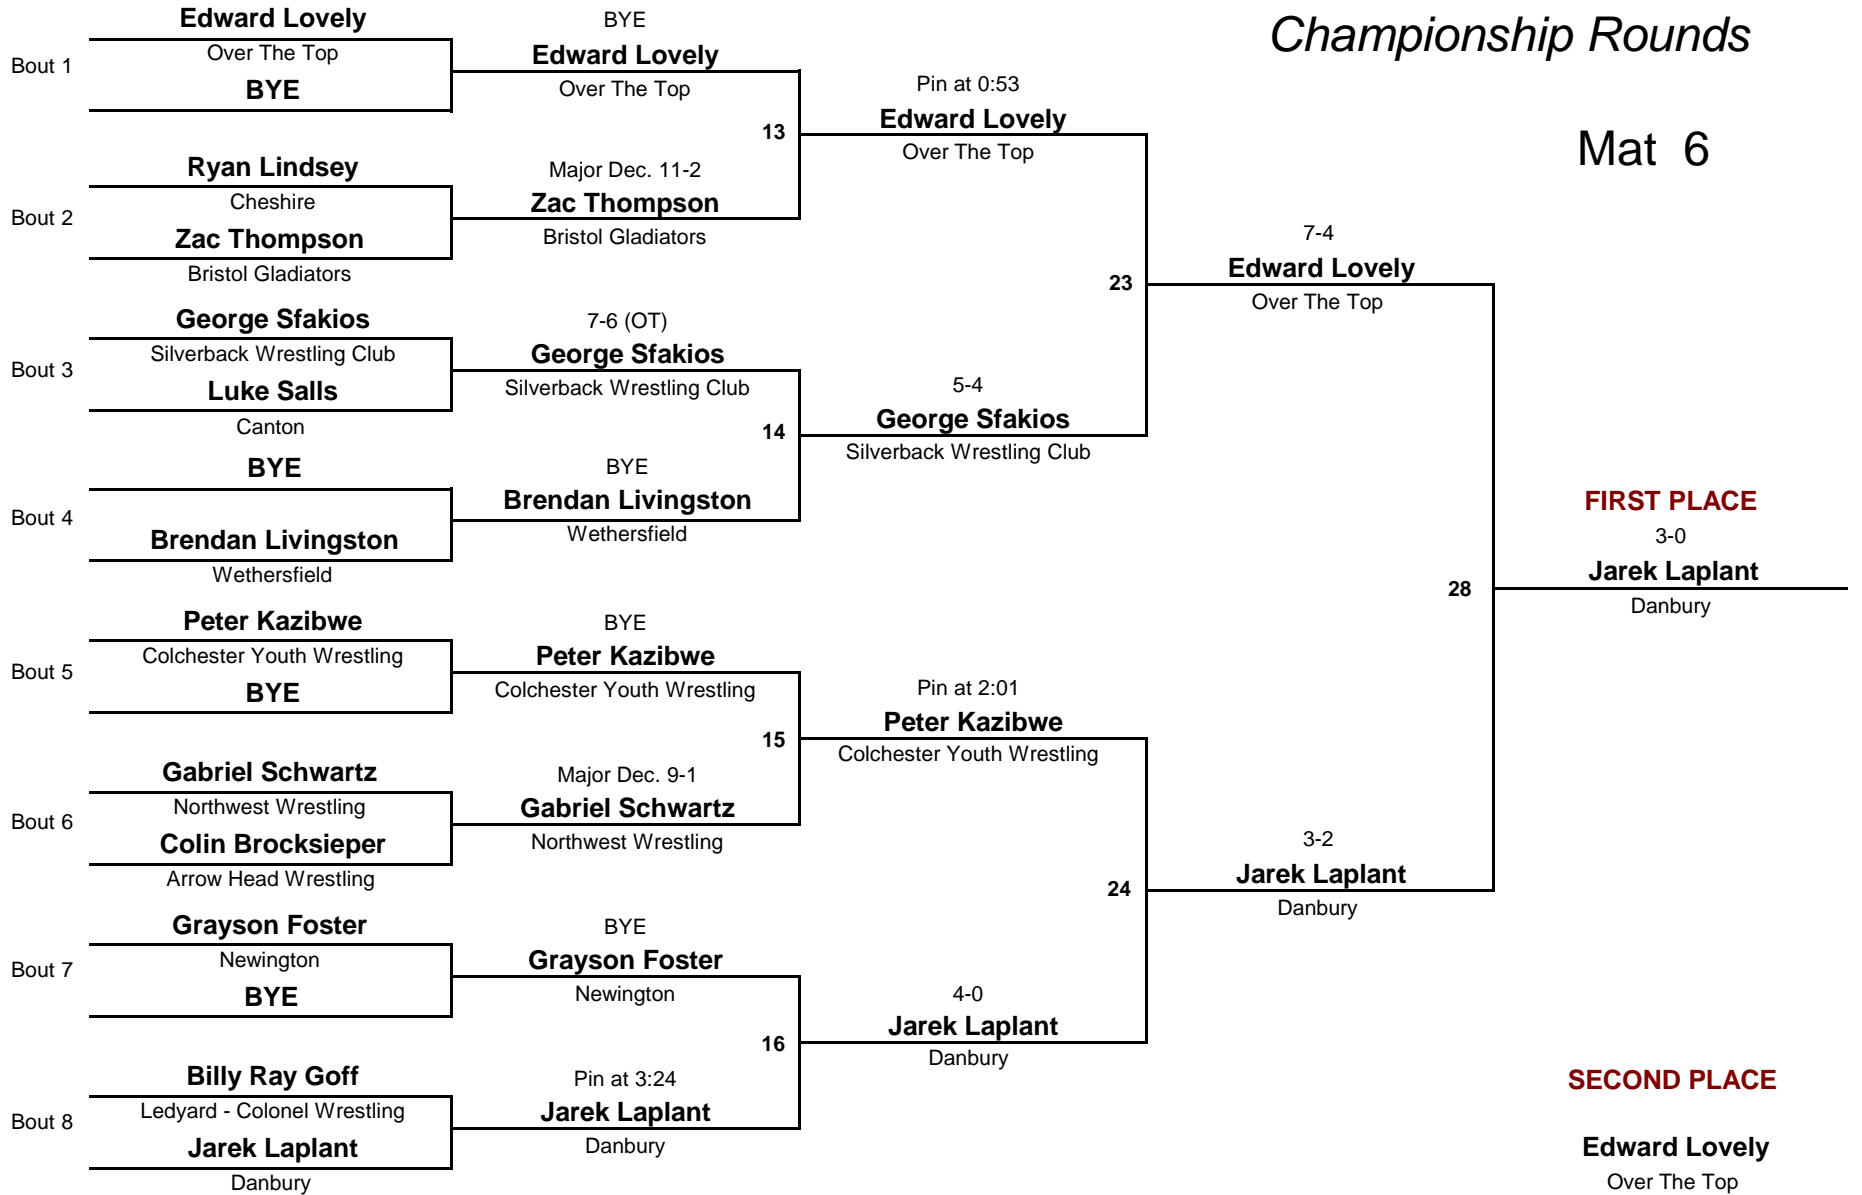 Championship Rounds
Mat 6
Bout 1
Edward Lovely
Over The Top
BYE
Bout 2
Ryan Lindsey
Cheshire
Zac Thompson
Bristol Gladiators
Bout 3
George Sfakios
Silverback Wrestling Club
Luke Salls
Canton
Bout 4
BYE
Brendan Livingston
Wethersfield
Bout 5
Peter Kazibwe
Colchester Youth Wrestling
BYE
Bout 6
Gabriel Schwartz
Northwest Wrestling
Colin Brocksieper
Arrow Head Wrestling
Bout 7
Grayson Foster
Newington
BYE
Bout 8
Billy Ray Goff
Ledyard - Colonel Wrestling
Jarek Laplant
Danbury
BYE
Edward Lovely
Over The Top
13
Major Dec. 11-2
Zac Thompson
Bristol Gladiators
7-6 (OT)
George Sfakios
Silverback Wrestling Club
14
BYE
Brendan Livingston
Wethersfield
BYE
Peter Kazibwe
Colchester Youth Wrestling
15
Major Dec. 9-1
Gabriel Schwartz
Northwest Wrestling
BYE
Grayson Foster
Newington
16
Pin at 3:24
Jarek Laplant
Danbury
Pin at 0:53
Edward Lovely
Over The Top
23
5-4
George Sfakios
Silverback Wrestling Club
Pin at 2:01
Peter Kazibwe
Colchester Youth Wrestling
24
4-0
Jarek Laplant
Danbury
7-4
Edward Lovely
Over The Top
28
3-2
Jarek Laplant
Danbury
FIRST PLACE
3-0
Jarek Laplant
Danbury
SECOND PLACE
Edward Lovely
Over The Top